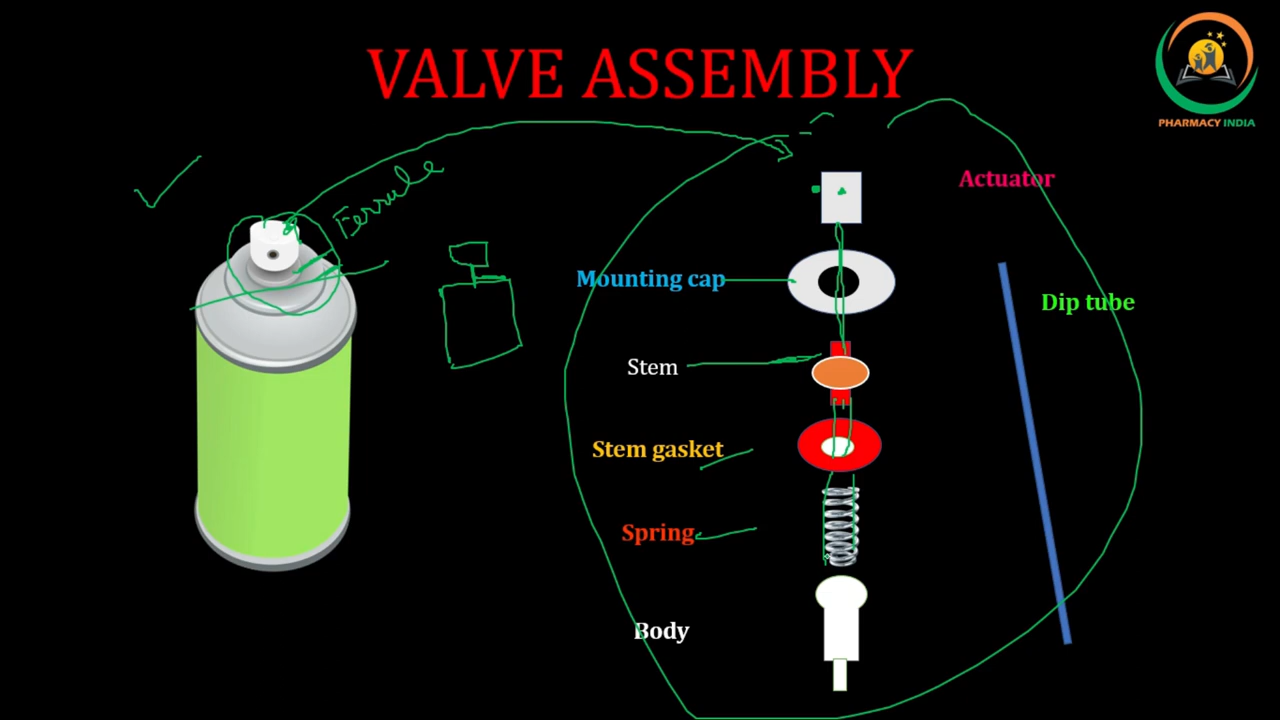 VALVE ASSEMBLY
PHARMACY INDIA
Ferrule
Actuator
Mounting cap
Dip tube
Stem
Stem gasket
Spring
Body